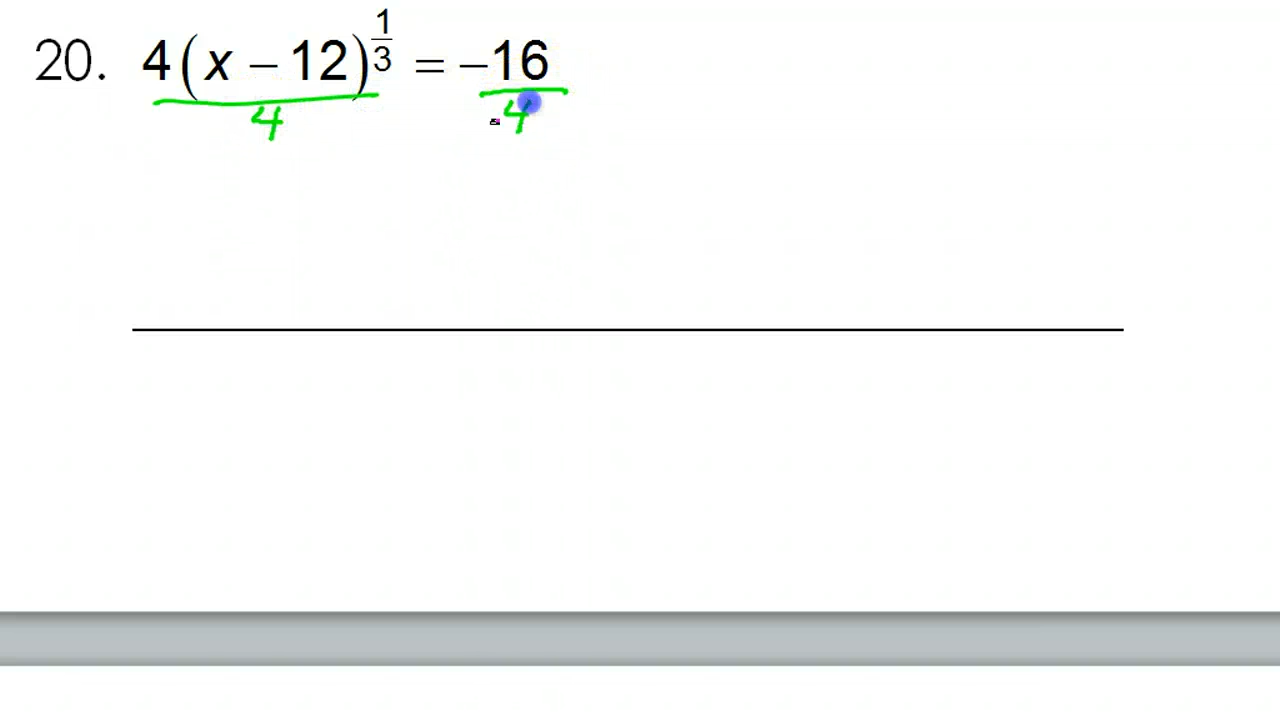 20. 4(x − 12)^{1/3} = −16
4 4